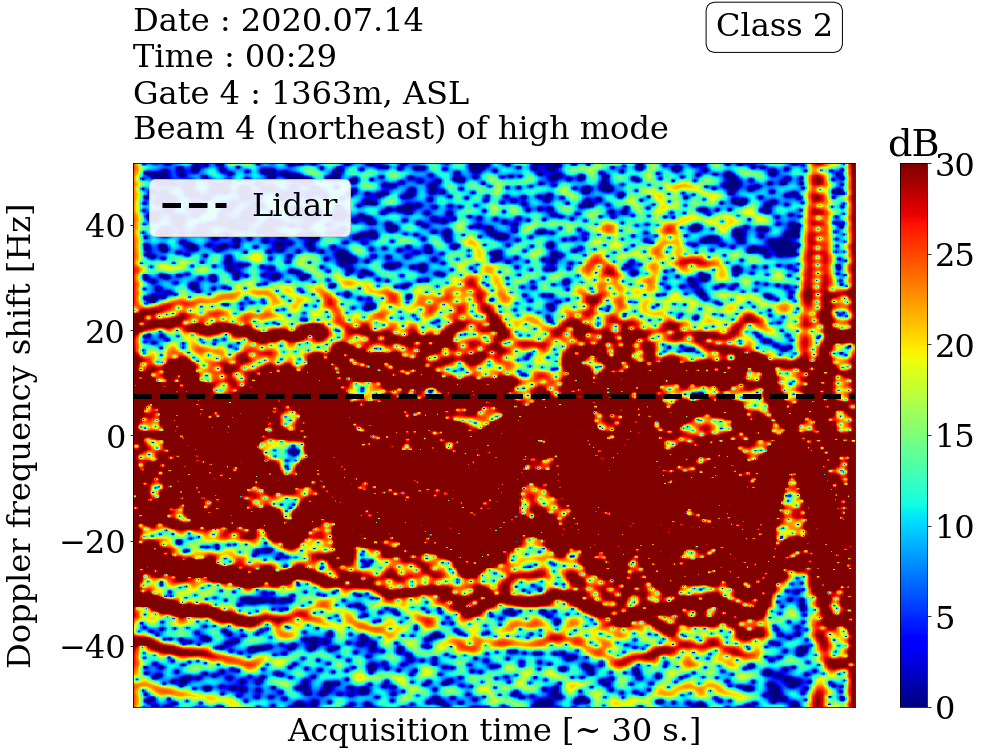 Date : 2020.07.14
Time : 00:29
Gate 4 : 1363m, ASL
Beam 4 (northeast) of high mode
Class 2
dB
Lidar
Doppler frequency shift [Hz]
40
20
0
−20
−40
Acquisition time [~ 30 s.]
30
25
20
15
10
5
0